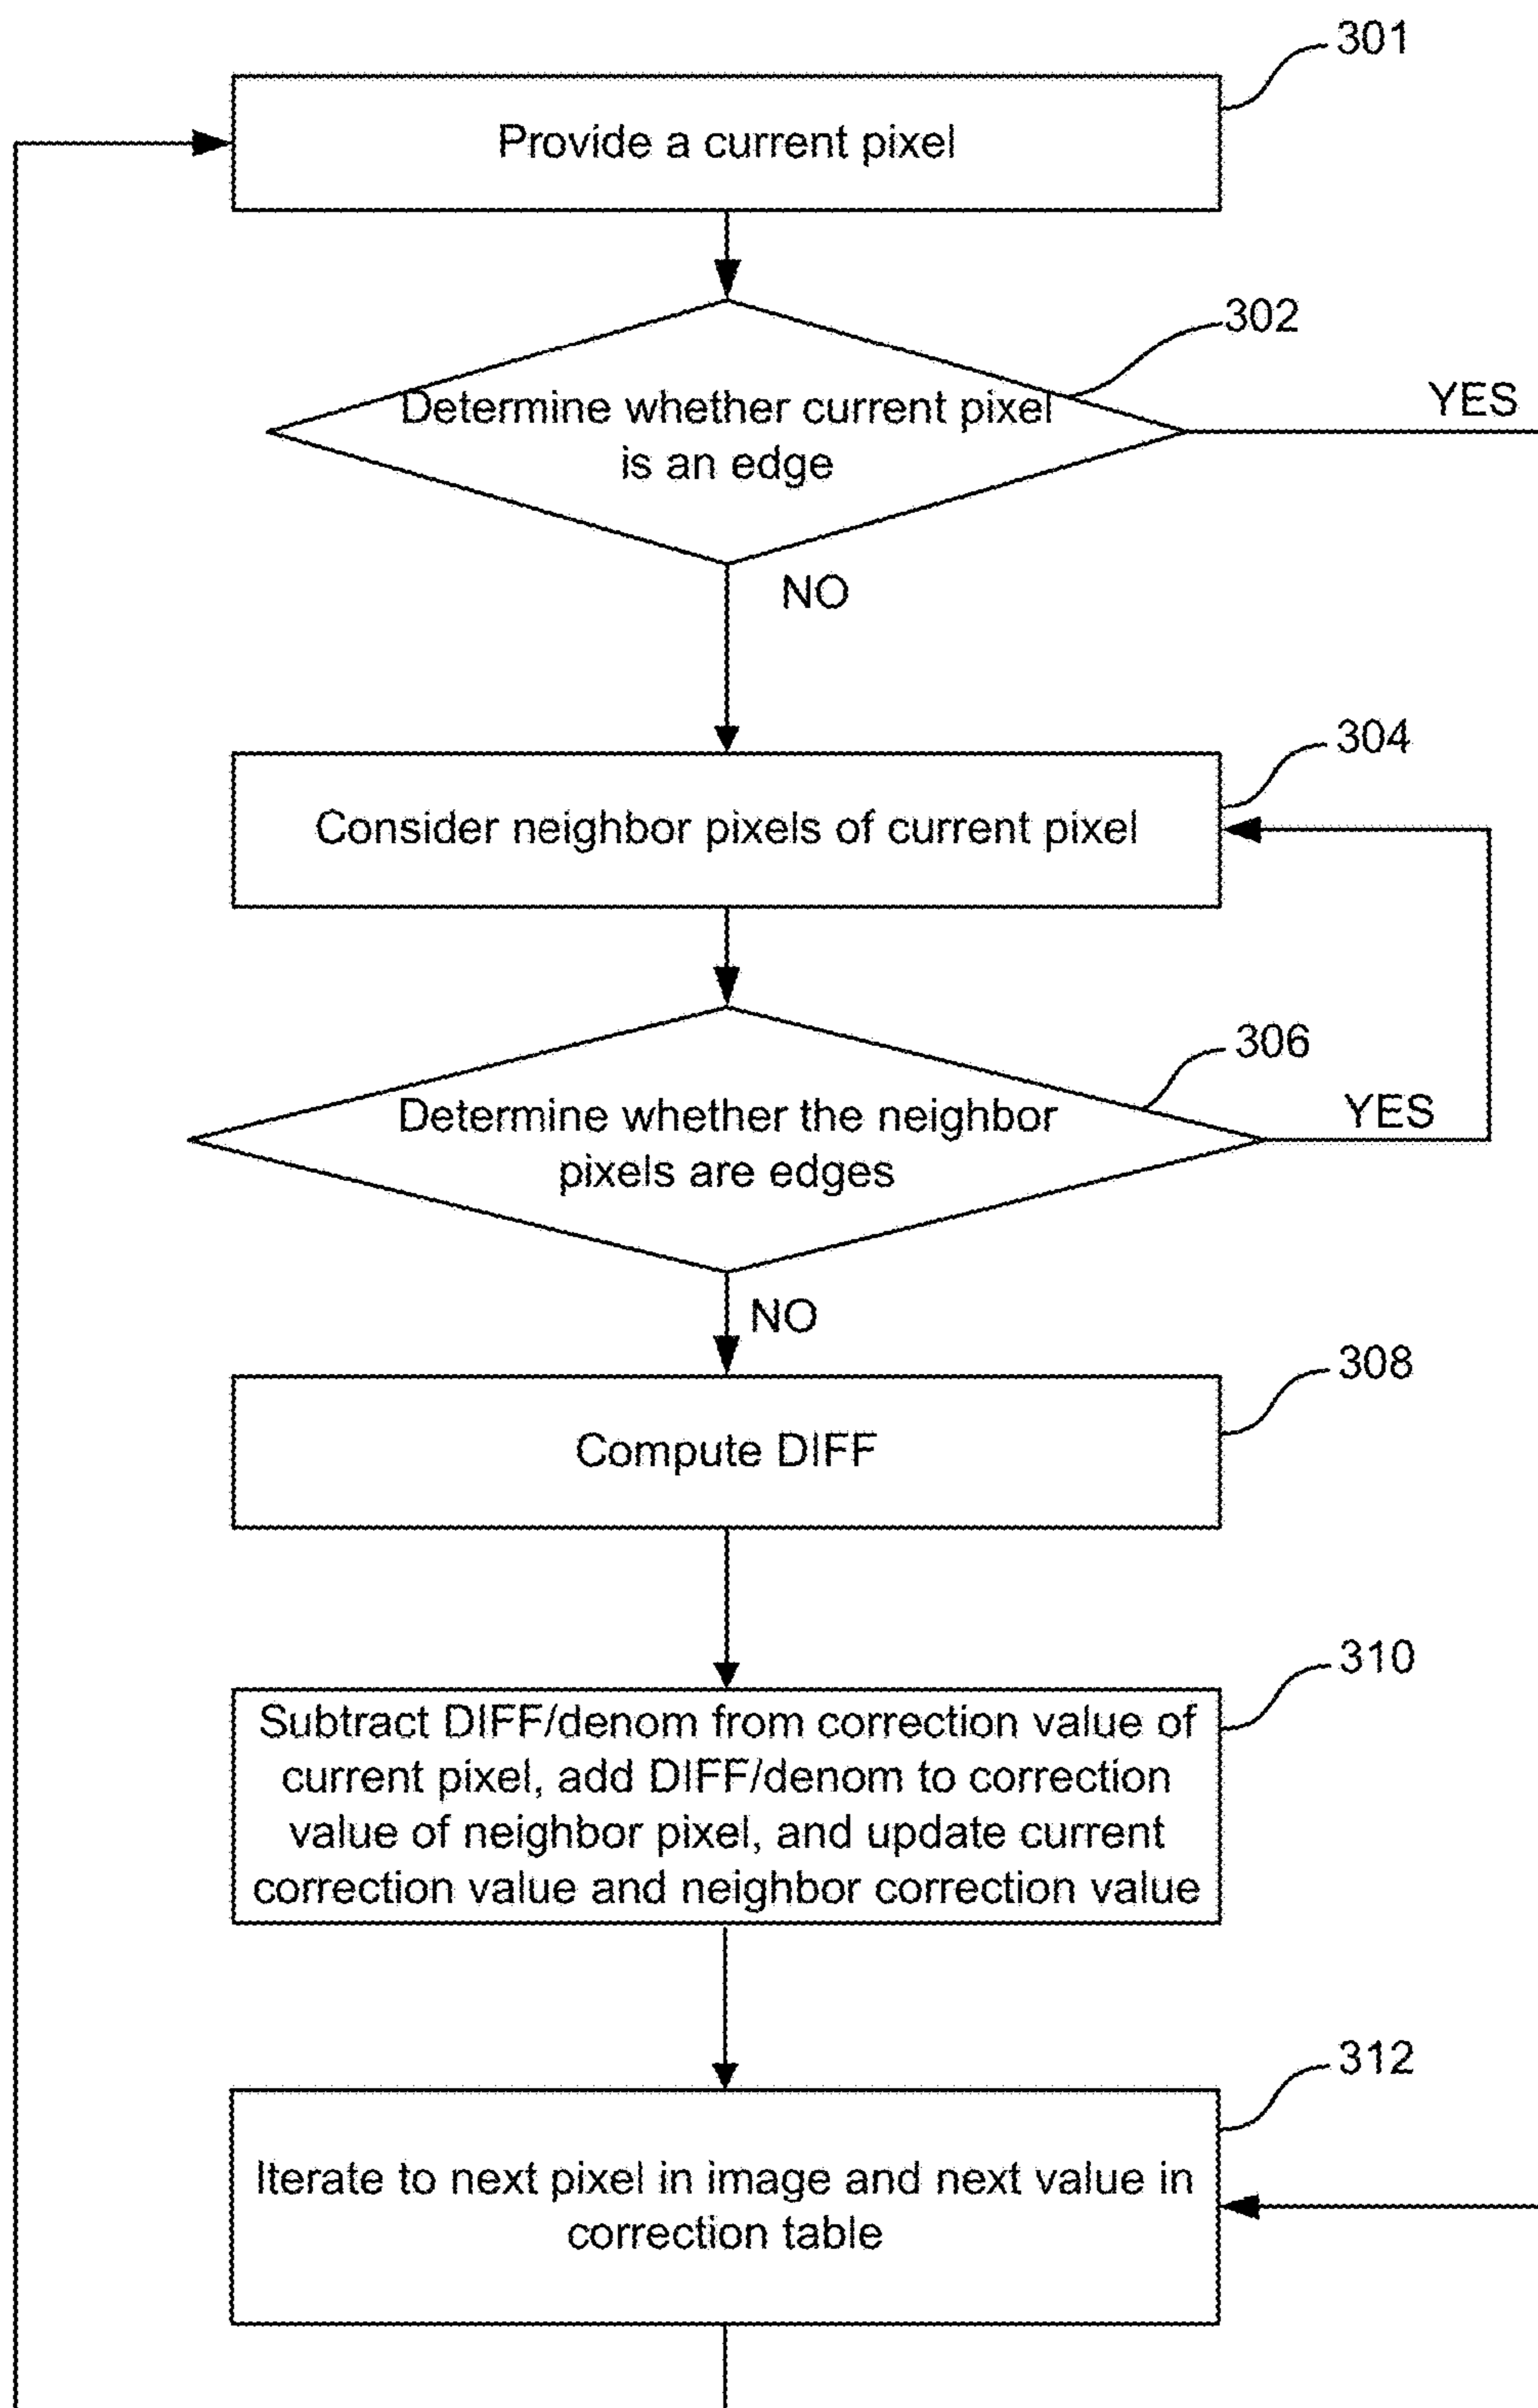 301
Provide a current pixel
302
Determine whether current pixel
is an edge
YES
NO
304
Consider neighbor pixels of current pixel
306
Determine whether the neighbor
pixels are edges
YES
NO
308
Compute DIFF
310
Subtract DIFF/denom from correction value of
current pixel, add DIFF/denom to correction
value of neighbor pixel, and update current
correction value and neighbor correction value
312
Iterate to next pixel in image and next value in
correction table